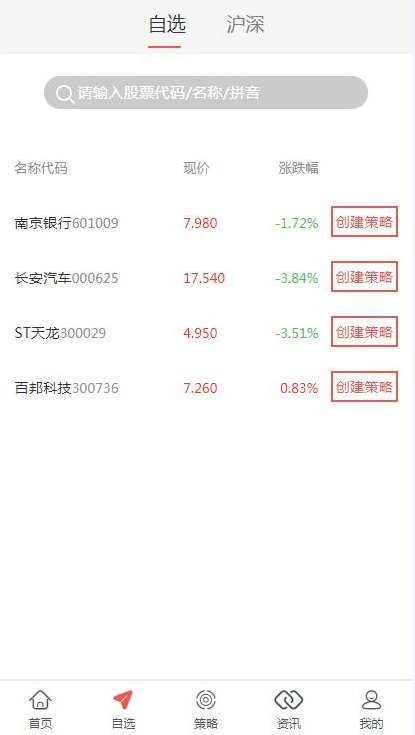 自选 沪深
请输入股票代码/名称/拼音
名称代码 现价 涨跌幅
南京银行601009 7.980 -1.72% 创建策略
长安汽车000625 17.540 -3.84% 创建策略
ST天龙300029 4.950 -3.51% 创建策略
百邦科技300736 7.260 0.83% 创建策略
首页 自选 策略 资讯 我的